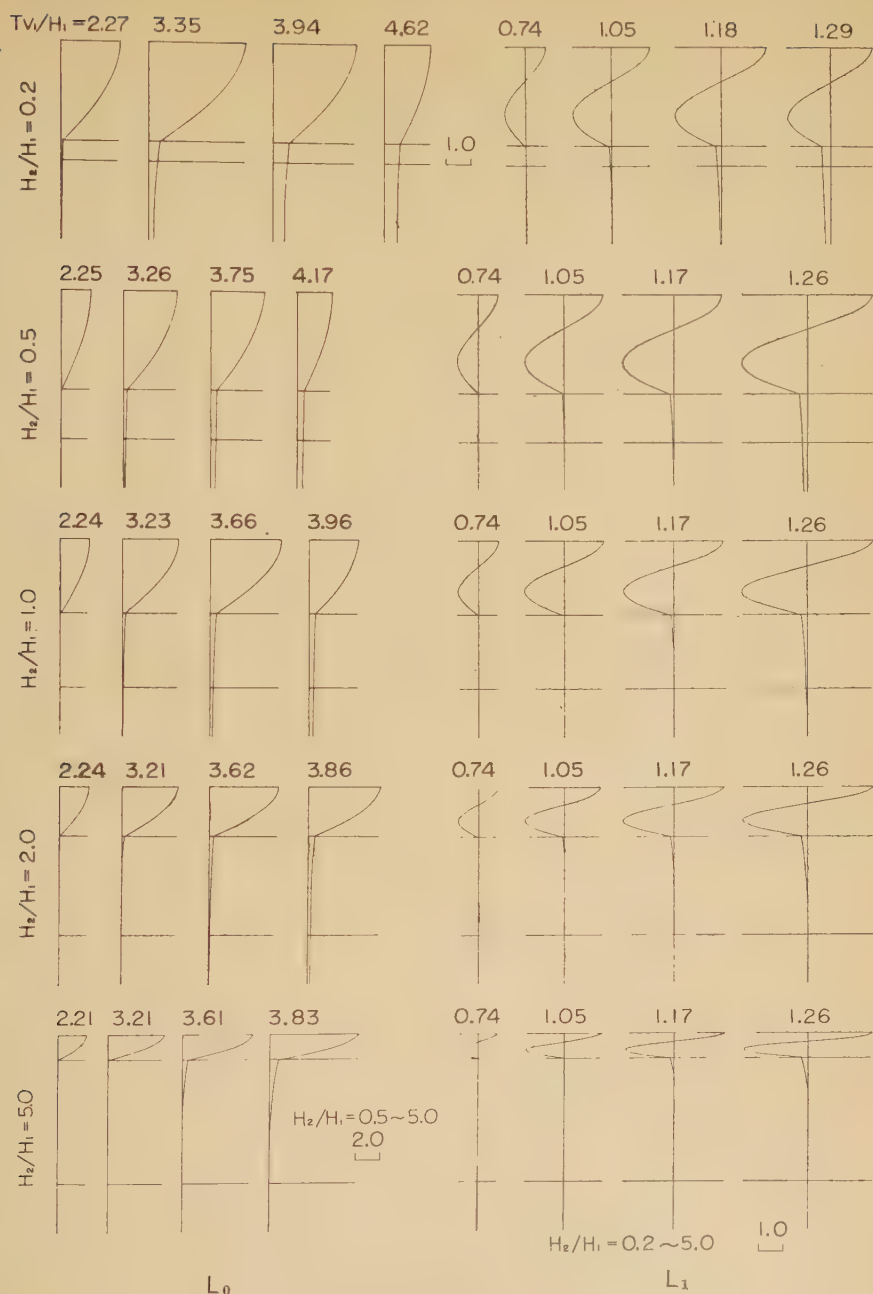 Tv₁/H₁ = 2.27 3.35 3.94 4.62 0.74 1.05 1.18 1.29
H₂/H₁ = 0.2
1.0
2.25 3.26 3.75 4.17 0.74 1.05 1.17 1.26
H₂/H₁ = 0.5
2.24 3.23 3.66 3.96 0.74 1.05 1.17 1.26
H₂/H₁ = 1.0
2.24 3.21 3.62 3.86 0.74 1.05 1.17 1.26
H₂/H₁ = 2.0
2.21 3.21 3.61 3.83 0.74 1.05 1.17 1.26
H₂/H₁ = 5.0
H₂/H₁ = 0.5~5.0
2.0
H₂/H₁ = 0.2~5.0 1.0
L₀ L₁